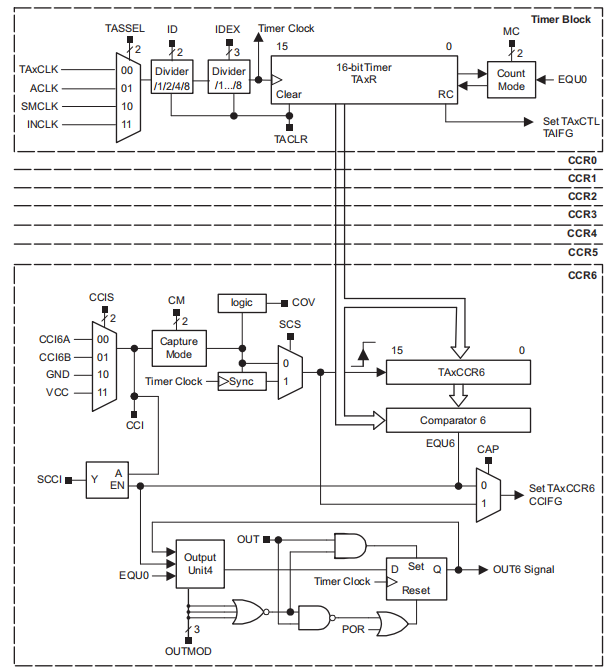 Timer Block
TASSEL
ID
IDEX
Timer Clock
15
0
MC
2
2
3
2
TAxCLK
ACLK
SMCLK
INCLK
00
01
10
11
Divider
/1/2/4/8
Divider
/1.../8
16-bitTimer
TAxR
Clear
RC
Count
Mode
EQU0
TACLR
Set TAxCTL
TAIFG
CCR0
CCR1
CCR2
CCR3
CCR4
CCR5
CCR6
CCIS
2
CM
2
logic
COV
SCS
CCI6A
CCI6B
GND
VCC
00
01
10
11
Capture
Mode
Timer Clock
Sync
0
1
15
0
TAxCCR6
CCI
Comparator 6
EQU6
CAP
SCCI
Y
A
EN
0
1
Set TAxCCR6
CCIFG
OUT
Output
Unit4
EQU0
D
Set
Q
OUT6 Signal
Timer Clock
Reset
POR
3
OUTMOD